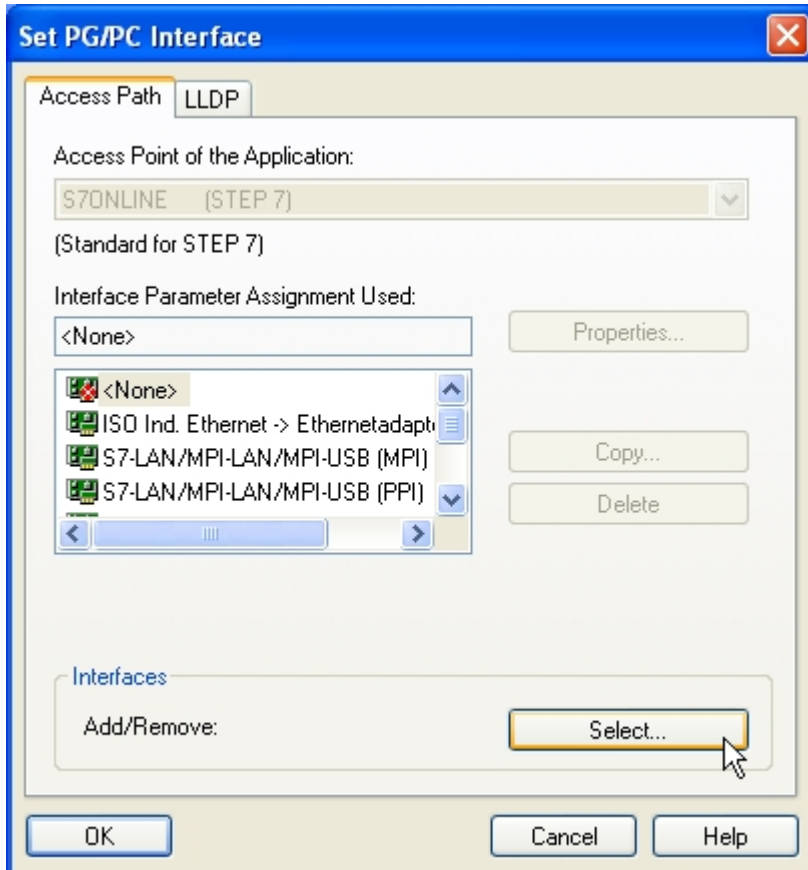 Set PG/PC Interface
Access Path
LLDP
Access Point of the Application:
S7ONLINE (STEP 7)
(Standard for STEP 7)
Interface Parameter Assignment Used:
<None>
Properties...
<None>
ISO Ind. Ethernet -> Ethernetadapt
S7-LAN/MPI-LAN/MPI-USB (MPI)
S7-LAN/MPI-LAN/MPI-USB (PPI)
Copy...
Delete
Interfaces
Add/Remove:
Select...
OK
Cancel
Help